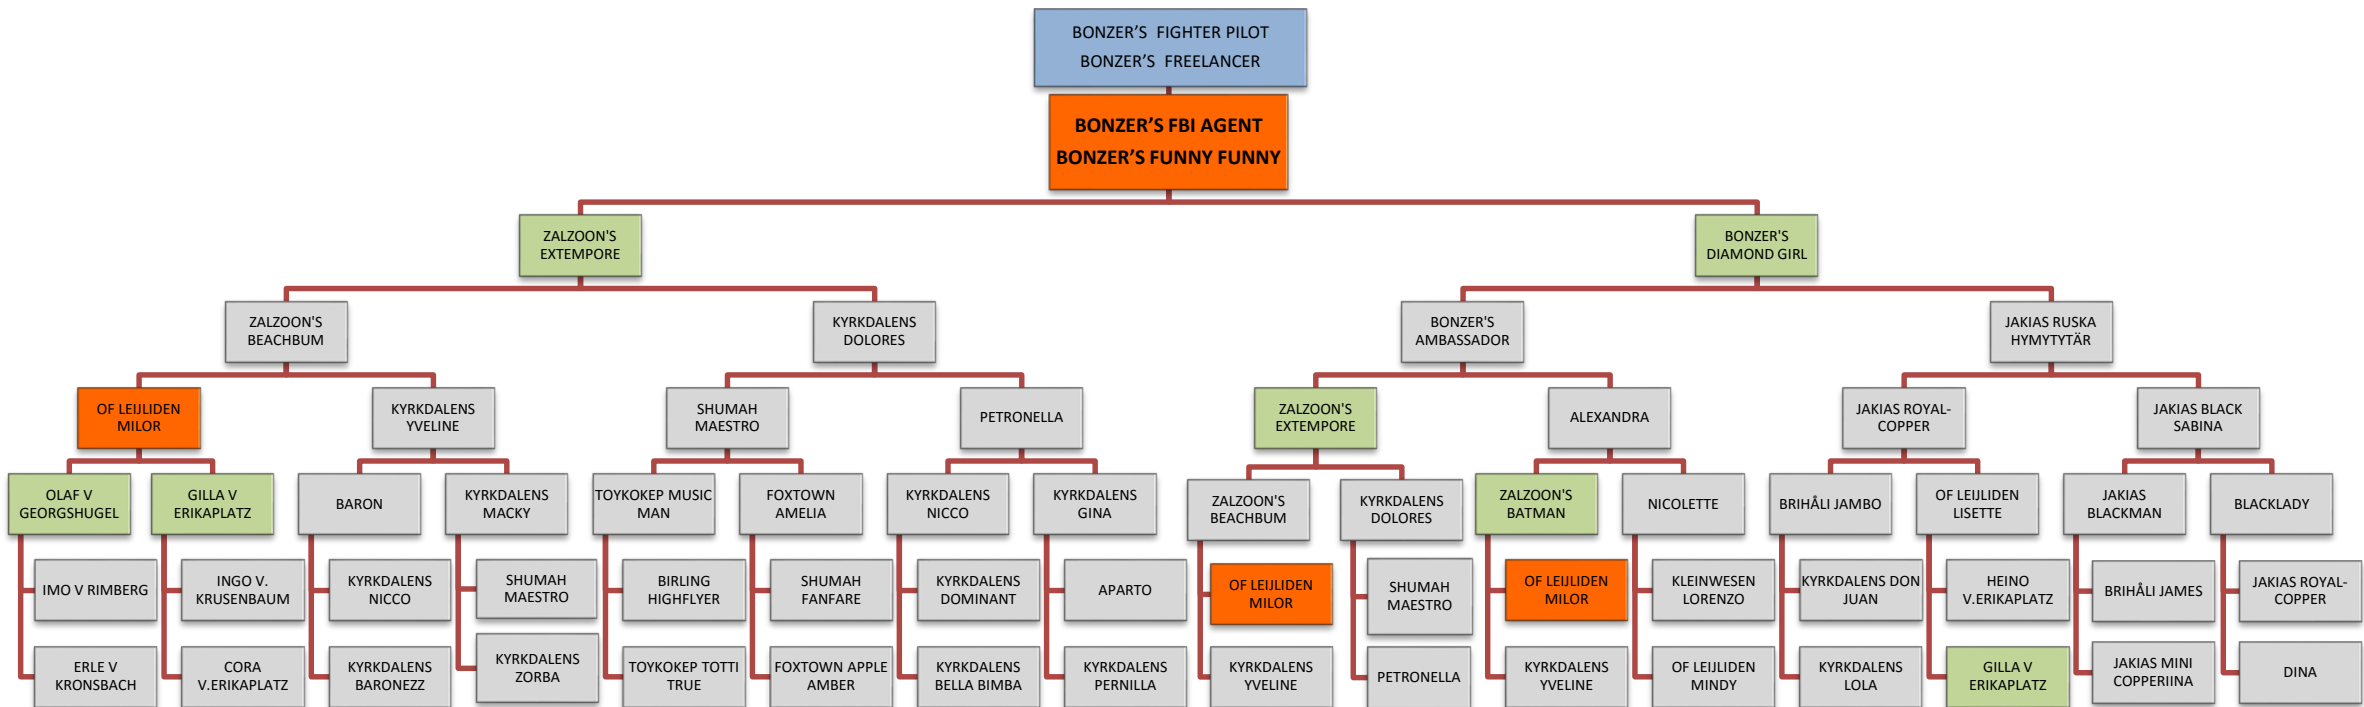 BONZER’S FIGHTER PILOT
BONZER’S FREELANCER
BONZER’S FBI AGENT
BONZER’S FUNNY FUNNY
ZALZOON'S
EXTEMPORE
BONZER'S
DIAMOND GIRL
ZALZOON'S
BEACHBUM
KYRKDALENS
DOLORES
BONZER'S
AMBASSADOR
JAKIAS RUSKA
HYMYTYTÄR
OF LEIJLIDEN
MILOR
KYRKDALENS
YVELINE
SHUMAH
MAESTRO
PETRONELLA
ZALZOON'S
EXTEMPORE
ALEXANDRA
JAKIAS ROYAL-
COPPER
JAKIAS BLACK
SABINA
OLAF V
GEORGSHUGEL
GILLA V
ERIKAPLATZ
BARON
KYRKDALENS
MACKY
TOYKOKEP MUSIC
MAN
FOXTOWN
AMELIA
KYRKDALENS
NICCO
KYRKDALENS
GINA
ZALZOON'S
BEACHBUM
KYRKDALENS
DOLORES
ZALZOON'S
BATMAN
NICOLETTE
BRIHÅLI JAMBO
OF LEIJLIDEN
LISETTE
JAKIAS
BLACKMAN
BLACKLADY
IMO V RIMBERG
INGO V.
KRUSENBAUM
KYRKDALENS
NICCO
SHUMAH
MAESTRO
BIRLING
HIGHFLYER
SHUMAH
FANFARE
KYRKDALENS
DOMINANT
APARTO
OF LEIJLIDEN
MILOR
SHUMAH
MAESTRO
OF LEIJLIDEN
MILOR
KLEINWESEN
LORENZO
KYRKDALENS DON
JUAN
HEINO
V.ERIKAPLATZ
BRIHÅLI JAMES
JAKIAS ROYAL-
COPPER
ERLE V
KRONSBACH
CORA
V.ERIKAPLATZ
KYRKDALENS
BARONEZZ
KYRKDALENS
ZORBA
TOYKOKEP TOTTI
TRUE
FOXTOWN APPLE
AMBER
KYRKDALENS
BELLA BIMBA
KYRKDALENS
PERNILLA
KYRKDALENS
YVELINE
PETRONELLA
KYRKDALENS
YVELINE
OF LEIJLIDEN
MINDY
KYRKDALENS
LOLA
GILLA V
ERIKAPLATZ
JAKIAS MINI
COPPERIINA
DINA